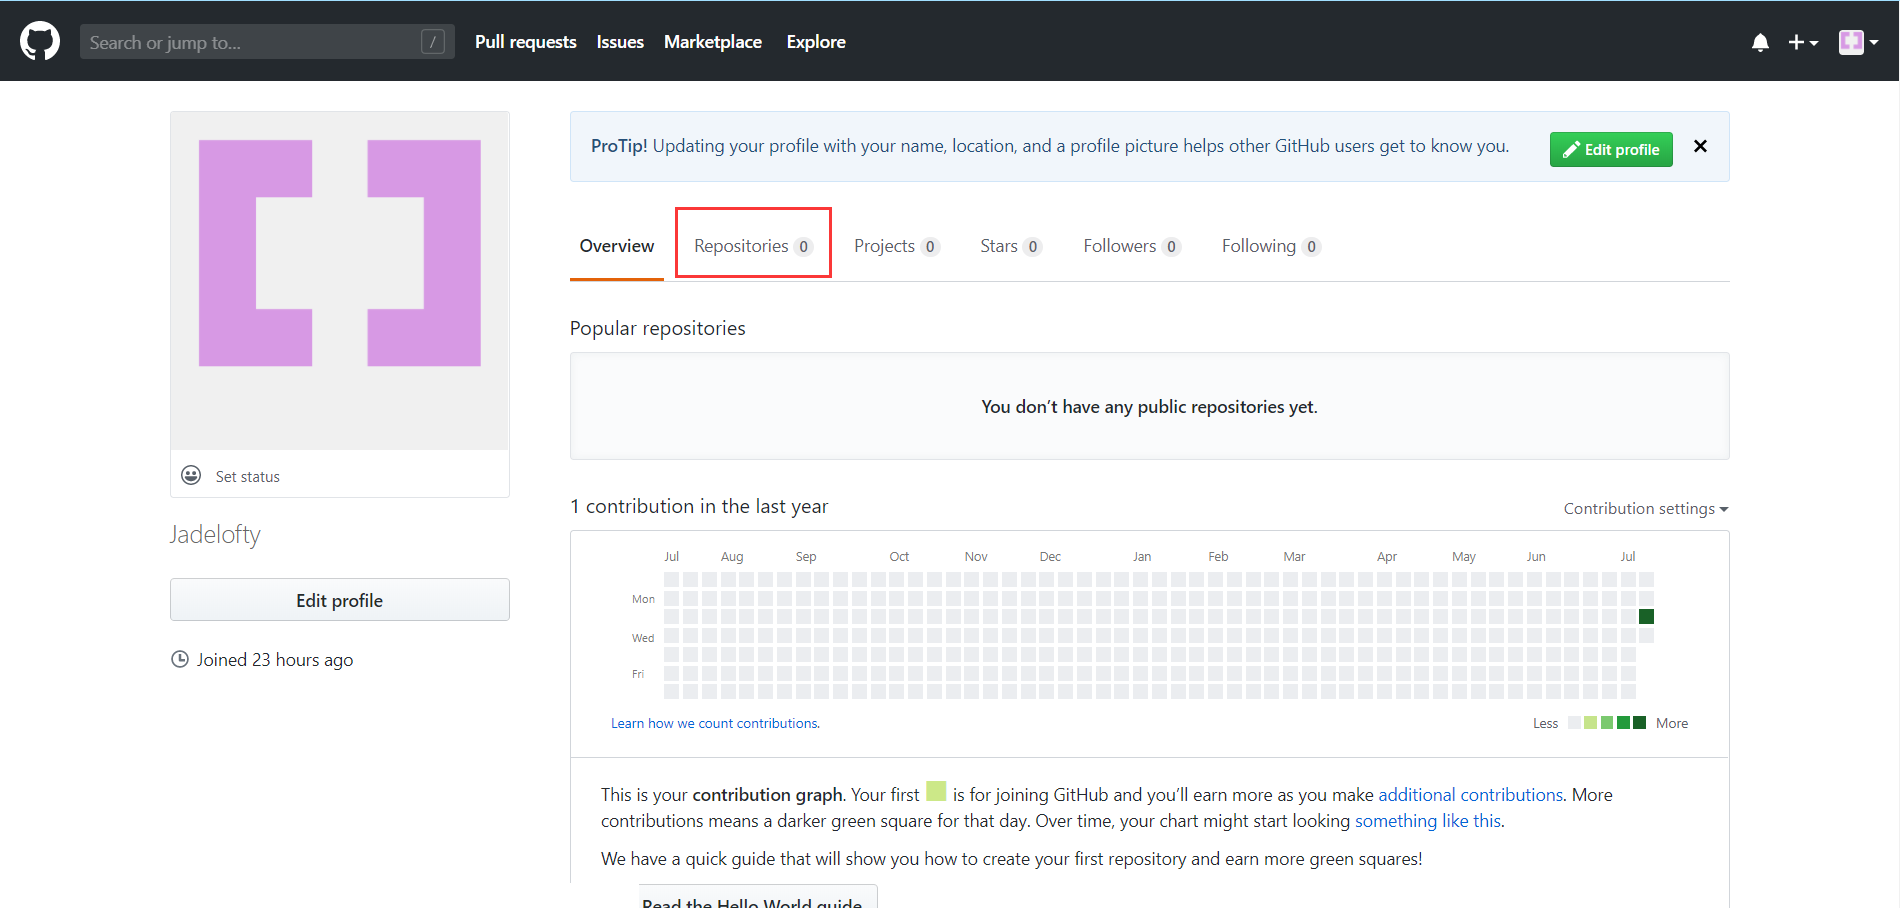 Search or jump to... /
Pull requests Issues Marketplace Explore
ProTip! Updating your profile with your name, location, and a profile picture helps other GitHub users get to know you.
Edit profile
Overview Repositories 0 Projects 0 Stars 0 Followers 0 Following 0
Popular repositories
You don’t have any public repositories yet.
Set status
Jadelofty
Edit profile
Joined 23 hours ago
1 contribution in the last year
Contribution settings
Jul Aug Sep Oct Nov Dec Jan Feb Mar Apr May Jun Jul
Mon
Wed
Fri
Learn how we count contributions.
Less More
This is your contribution graph. Your first is for joining GitHub and you’ll earn more as you make additional contributions. More
contributions means a darker green square for that day. Over time, your chart might start looking something like this.
We have a quick guide that will show you how to create your first repository and earn more green squares!
Read the Hello World guide